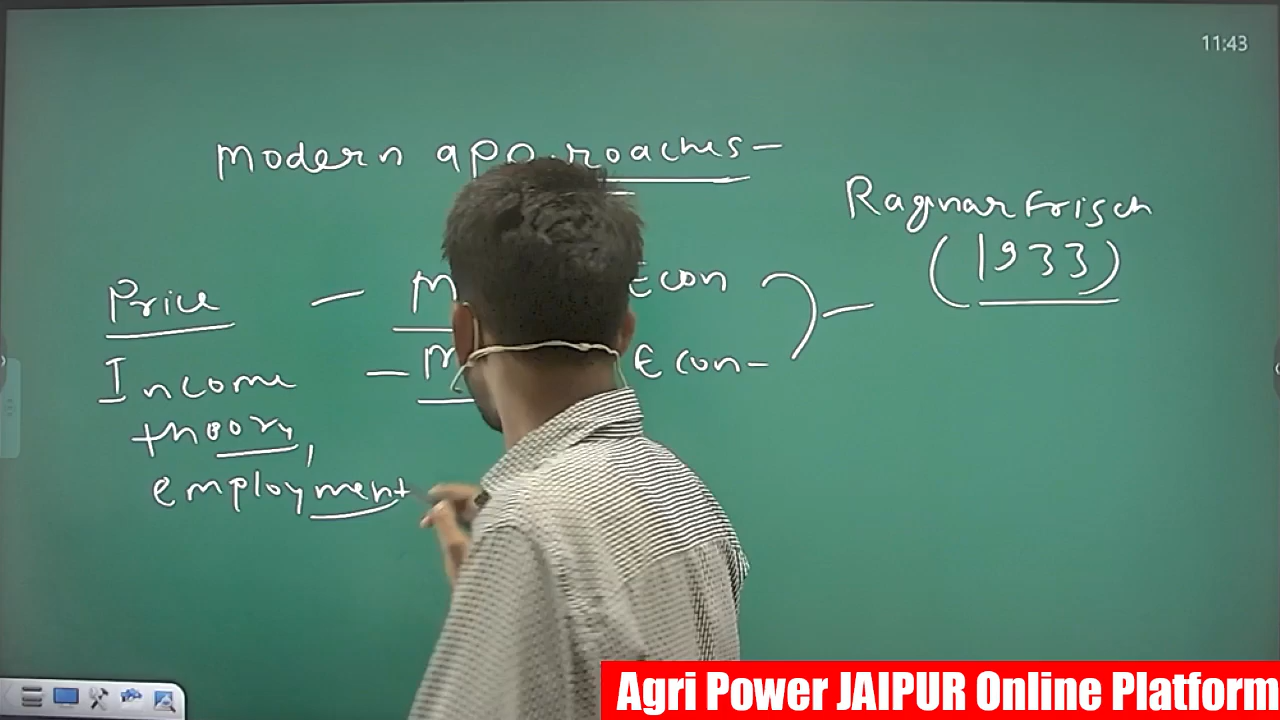 11:43
Modern approaches-
Ragnar Frisch
(1933)
Price - M Econ
Income - M Econ-
theory,
employment
Agri Power JAIPUR Online Platform